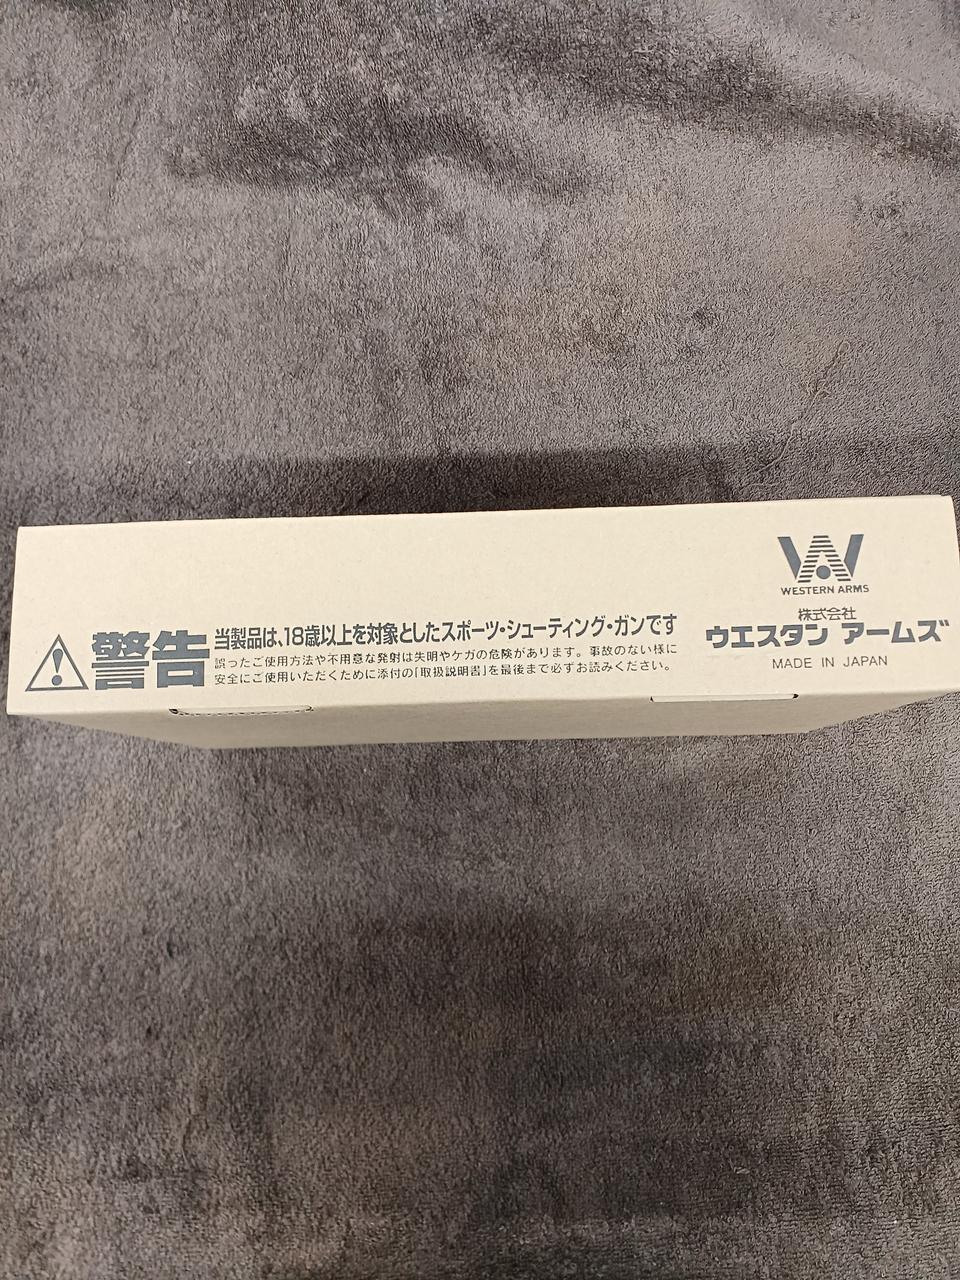 警告
当製品は、18歳以上を対象としたスポーツ・シューティング・ガンです
誤ったご使用方法や不用意な発射は失明やケガの危険があります。事故のない様に
安全にご使用いただくために添付の「取扱説明書」を最後まで必ずお読みください。
WESTERN ARMS
株式会社
ウエスタン アームズ
MADE IN JAPAN